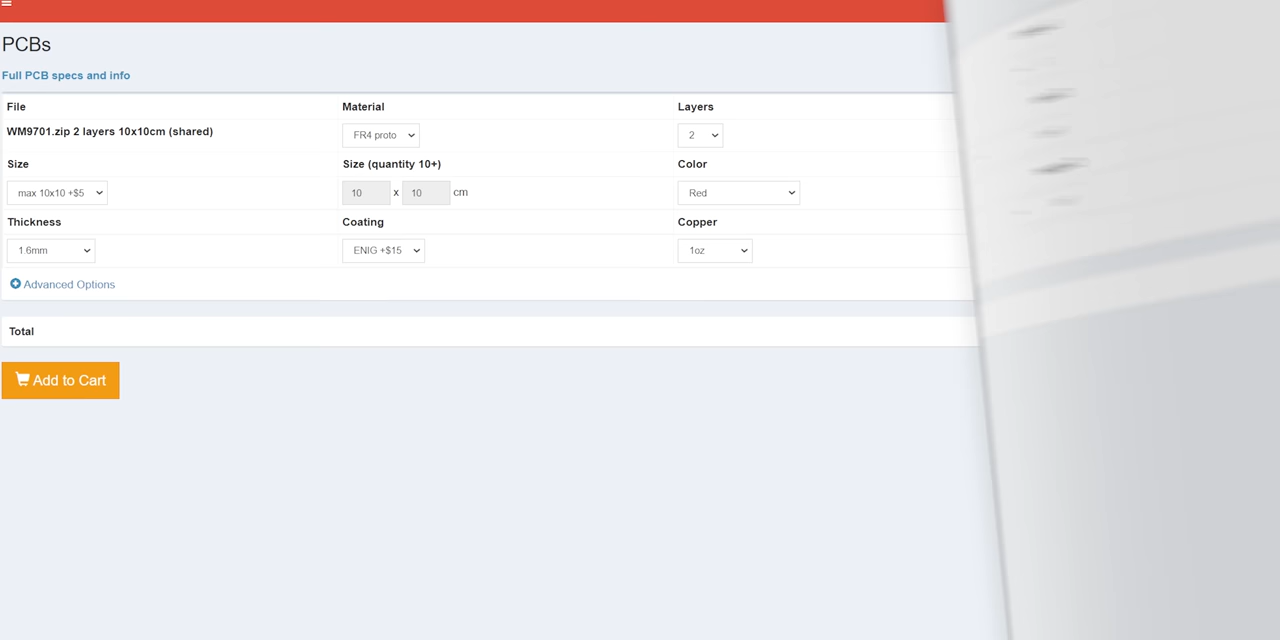 PCBs
Full PCB specs and info
File Material Layers
WM9701.zip 2 layers 10x10cm (shared) FR4 proto 2
Size Size (quantity 10+) Color
max 10x10 +$5 10 x 10 cm Red
Thickness Coating Copper
1.6mm ENIG +$15 1oz
Advanced Options
Total
Add to Cart